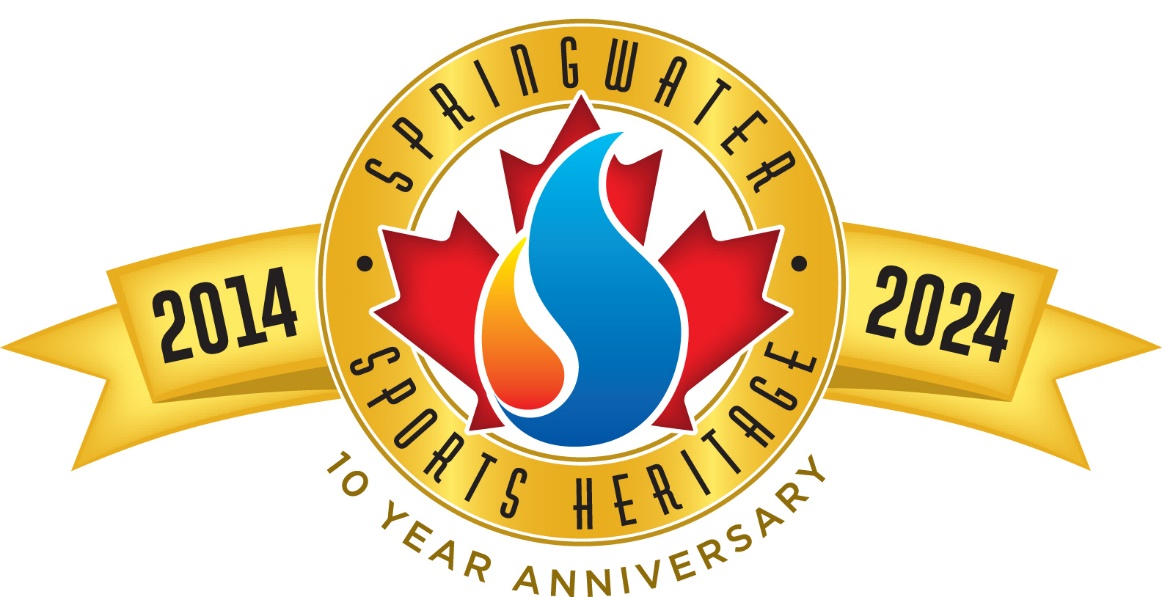 SPRINGWATER
2014
2024
SPORTS HERITAGE
10 YEAR ANNIVERSARY